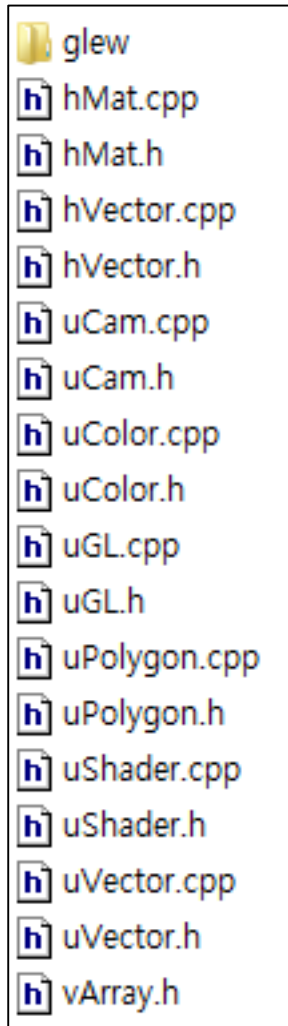 glew
hMat.cpp
hMat.h
hVector.cpp
hVector.h
uCam.cpp
uCam.h
uColor.cpp
uColor.h
uGL.cpp
uGL.h
uPolygon.cpp
uPolygon.h
uShader.cpp
uShader.h
uVector.cpp
uVector.h
vArray.h